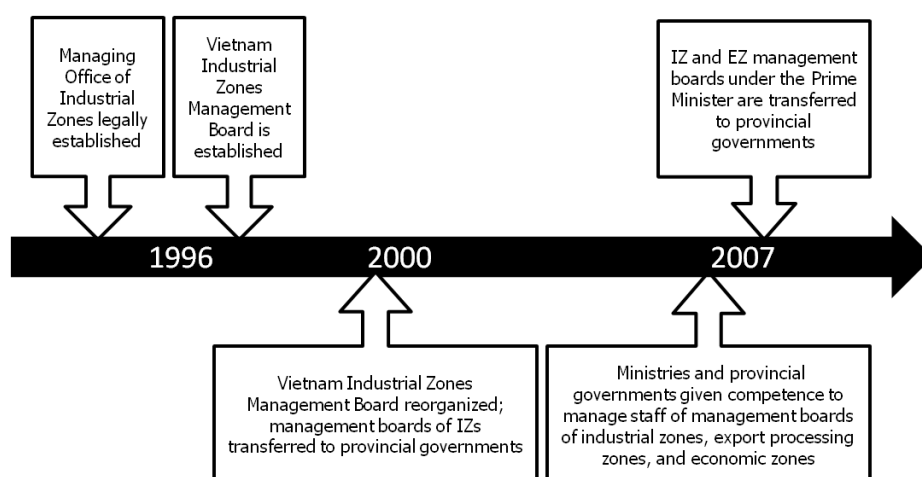 Managing
Office of
Industrial
Zones legally
established
Vietnam
Industrial
Zones
Management
Board is
established
IZ and EZ management
boards under the Prime
Minister are transferred
to provincial
governments
1996
2000
2007
Vietnam Industrial Zones
Management Board reorganized;
management boards of IZs
transferred to provincial governments
Ministries and provincial
governments given competence to
manage staff of management boards
of industrial zones, export processing
zones, and economic zones